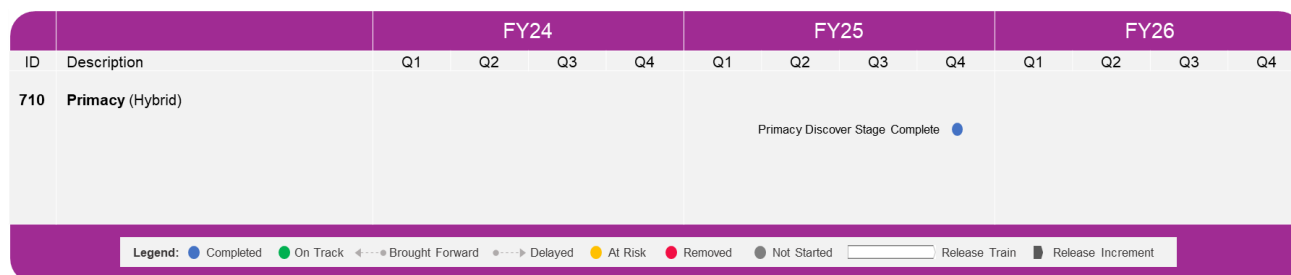 FY24 FY25 FY26
ID Description Q1 Q2 Q3 Q4 Q1 Q2 Q3 Q4 Q1 Q2 Q3 Q4
710 Primacy (Hybrid)
Primacy Discover Stage Complete
Legend: Completed On Track Brought Forward Delayed At Risk Removed Not Started Release Train Release Increment